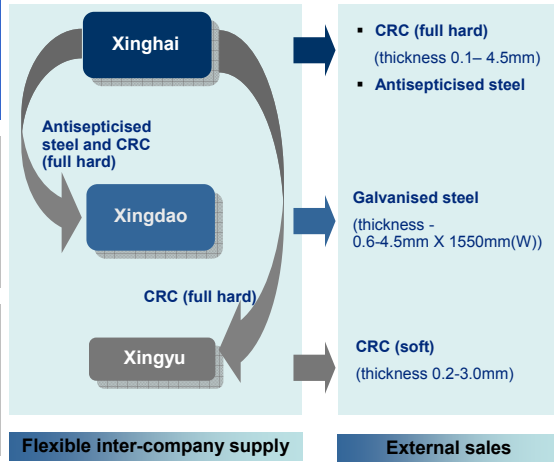 Xinghai
Antisepticised
steel and CRC
(full hard)
Xingdao
CRC (full hard)
Xingyu
Flexible inter-company supply
▪ CRC (full hard)
(thickness 0.1– 4.5mm)
▪ Antisepticised steel
Galvanised steel
(thickness -
0.6-4.5mm X 1550mm(W))
CRC (soft)
(thickness 0.2-3.0mm)
External sales